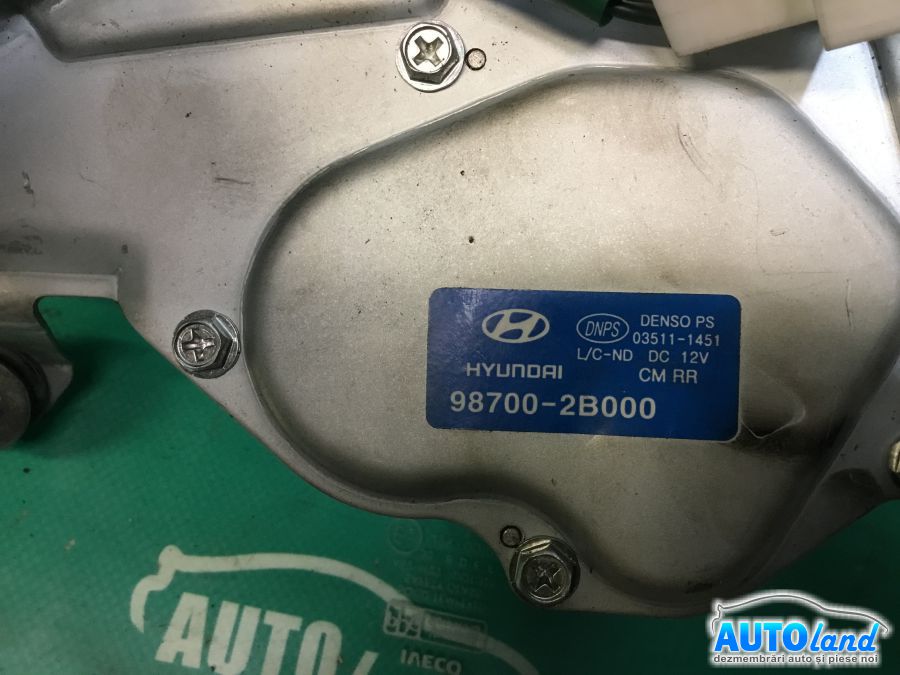 HYUNDAI
DNPS
DENSO PS
03511-1451
L/C-ND DC 12V
CM RR
98700-2B000
AUTO
IVECO
AUTOland
dezmembrări auto și piese noi